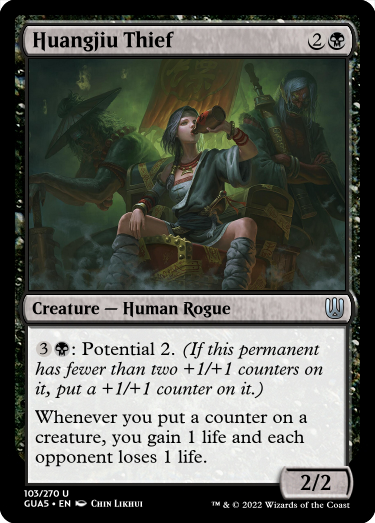 Huangjiu Thief 2
Creature — Human Rogue
3 : Potential 2. (If this permanent
has fewer than two +1/+1 counters on
it, put a +1/+1 counter on it.)
Whenever you put a counter on a
creature, you gain 1 life and each
opponent loses 1 life.
2/2
103/270 U
GUA5 • EN Chin Likhui
™ & © 2022 Wizards of the Coast